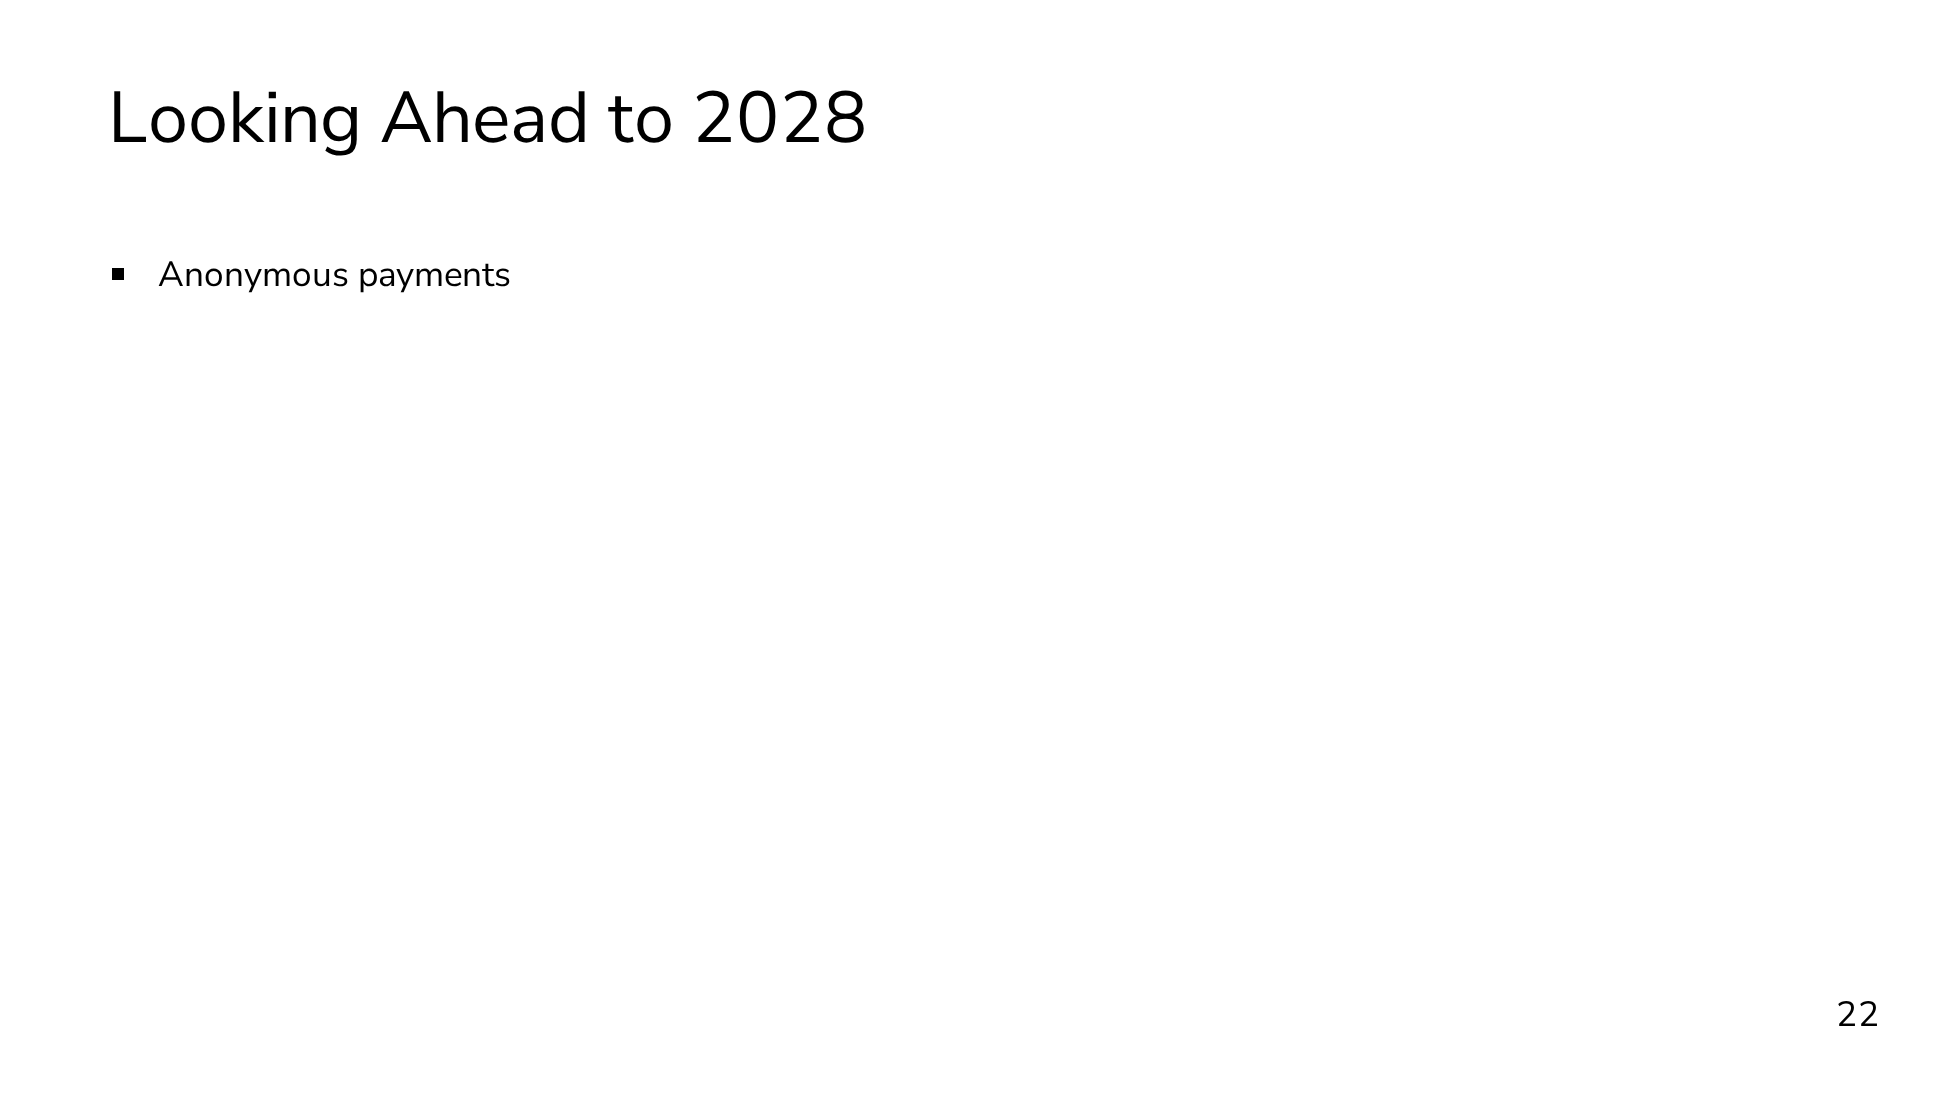 Looking Ahead to 2028
▪ Anonymous payments
22